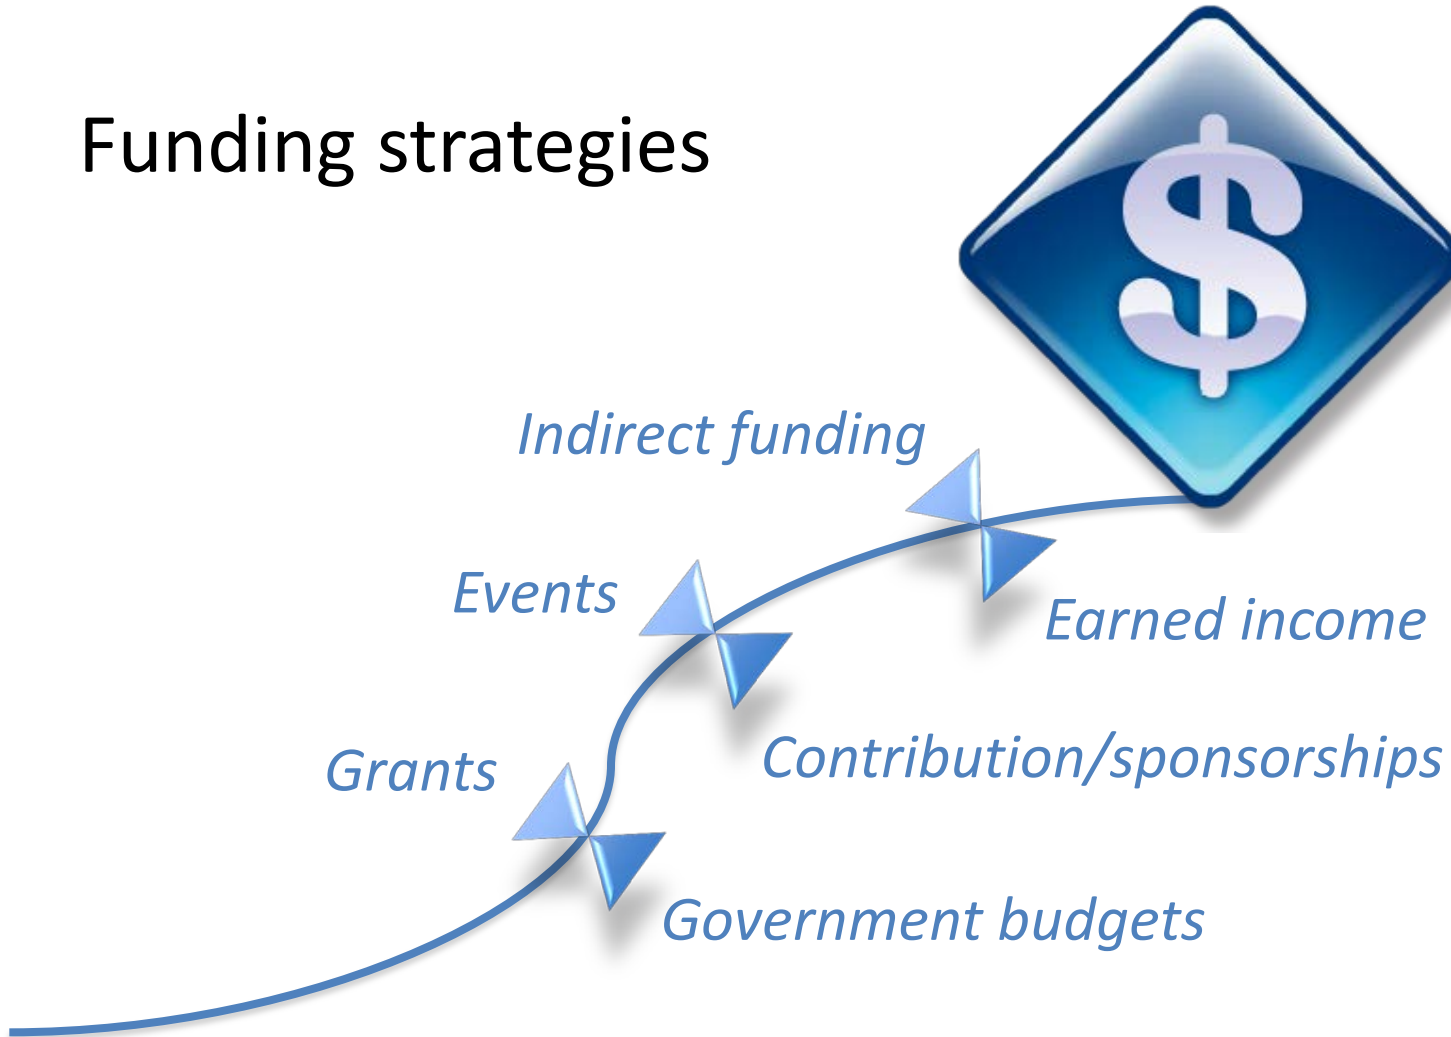 Funding strategies
$
Indirect funding
Events
Earned income
Grants
Contribution/sponsorships
Government budgets